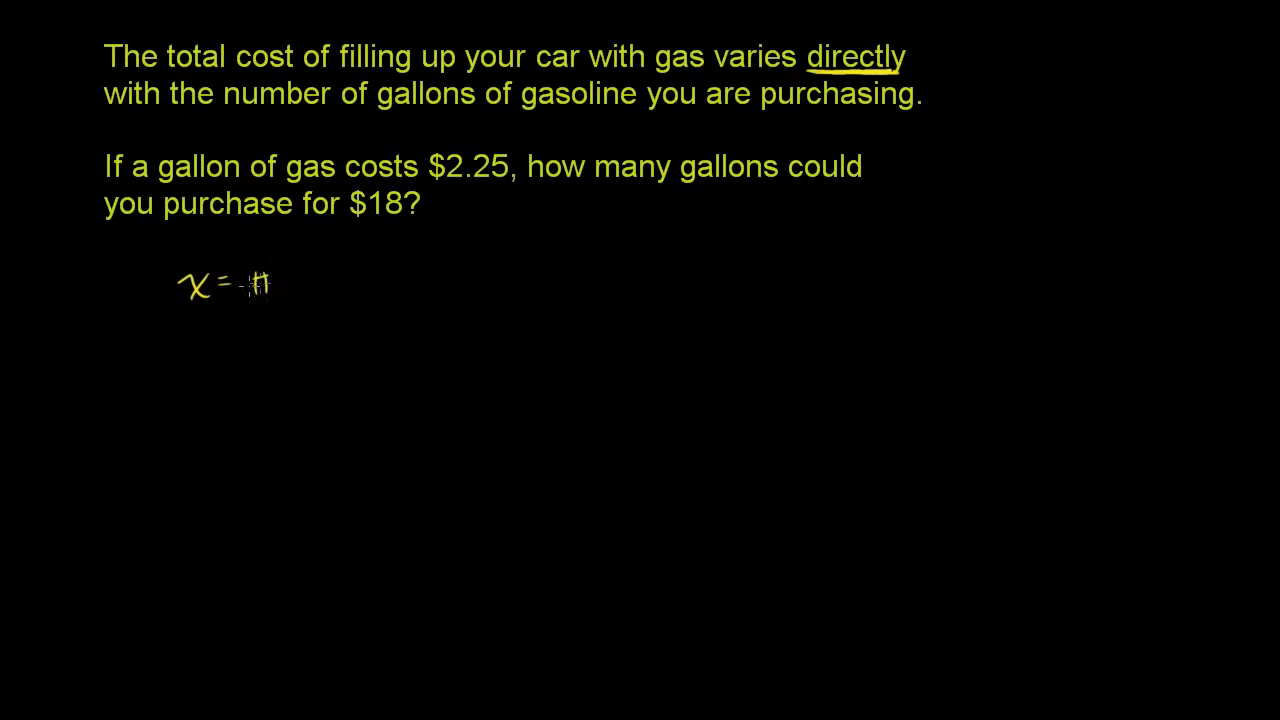 The total cost of filling up your car with gas varies directly
with the number of gallons of gasoline you are purchasing.
If a gallon of gas costs $2.25, how many gallons could
you purchase for $18?
x = #